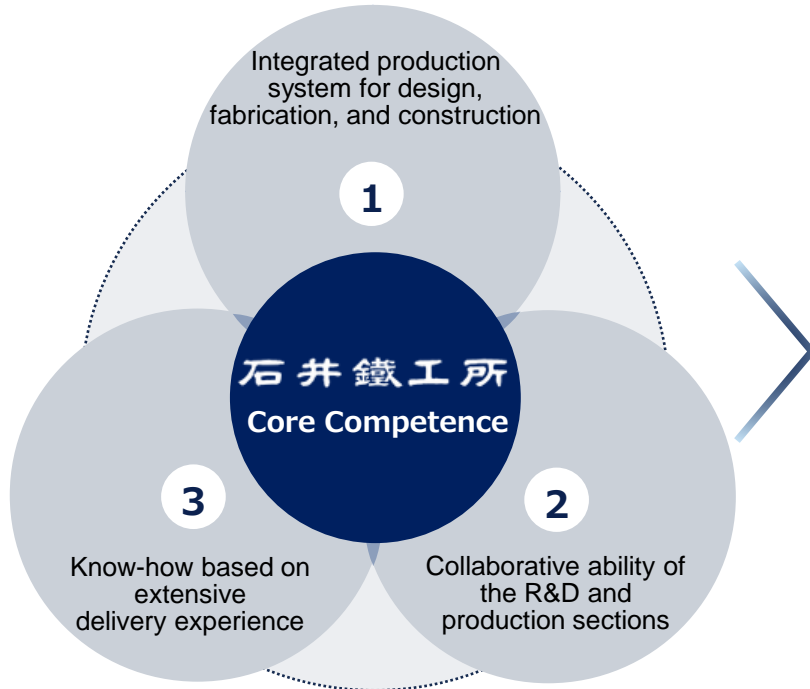 Integrated production
system for design,
fabrication, and construction
1
石井鐵工所
Core Competence
3
2
Know-how based on
extensive
delivery experience
Collaborative ability of
the R&D and
production sections